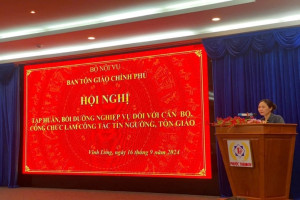 BỘ NỘI VỤ
BAN TÔN GIÁO CHÍNH PHỦ
HỘI NGHỊ
TẬP HUẤN, BỒI DƯỠNG NGHIỆP VỤ ĐỐI VỚI CÁN BỘ,
CÔNG CHỨC LÀM CÔNG TÁC TÍN NGƯỠNG, TÔN GIÁO
Vĩnh Long, ngày 16 tháng 9 năm 2024